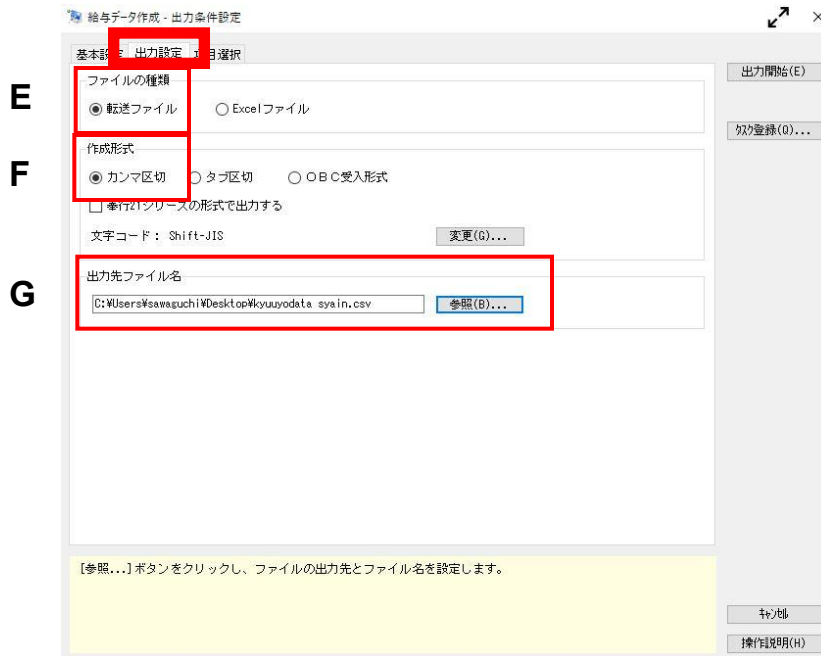 給与データ作成 - 出力条件設定
基本設定 出力設定 項目選択
出力開始(E)
E
ファイルの種類
転送ファイル Excelファイル
ﾀｽｸ登録(Q)...
F
作成形式
カンマ区切 タブ区切 OBC受入形式
奉行21シリーズの形式で出力する
文字コード: Shift-JIS 変更(G)...
G
出力先ファイル名
C:¥Users¥sawaguchi¥Desktop¥kyuuyodata syain.csv 参照(B)...
[参照...]ボタンをクリックし、ファイルの出力先とファイル名を設定します。
ｷｬﾝｾﾙ
操作説明(H)